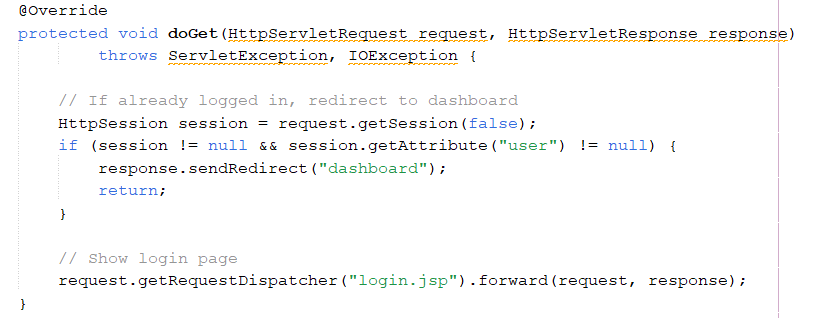 @Override
protected void doGet(HttpServletRequest request, HttpServletResponse response)
        throws ServletException, IOException {

    // If already logged in, redirect to dashboard
    HttpSession session = request.getSession(false);
    if (session != null && session.getAttribute("user") != null) {
        response.sendRedirect("dashboard");
        return;
    }

    // Show login page
    request.getRequestDispatcher("login.jsp").forward(request, response);
}